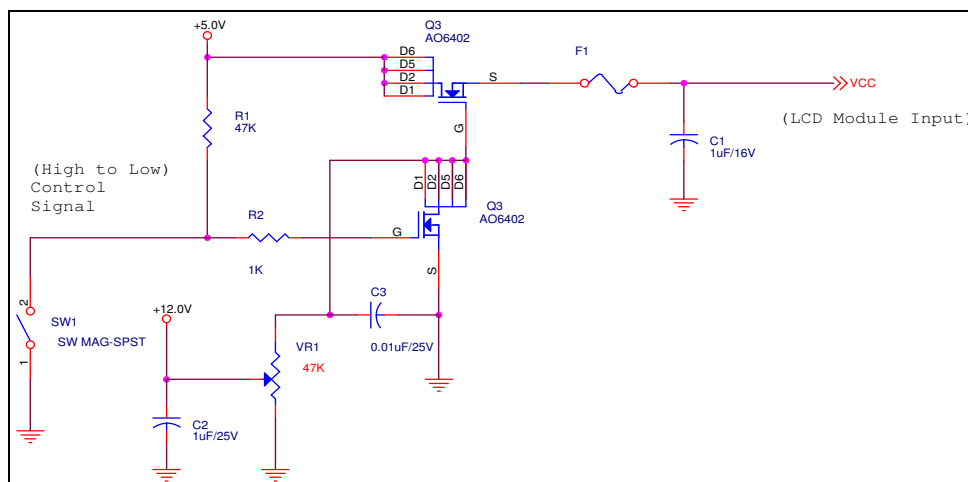 +5.0V
Q3
AO6402
D6
D5
D2
D1
S
G
F1
VCC
(LCD Module Input)
R1
47K
C1
1uF/16V
(High to Low)
Control
Signal
D1
D2
D5
D6
Q3
AO6402
R2
1K
G
S
2
SW1
SW MAG-SPST
1
+12.0V
C3
0.01uF/25V
VR1
47K
C2
1uF/25V